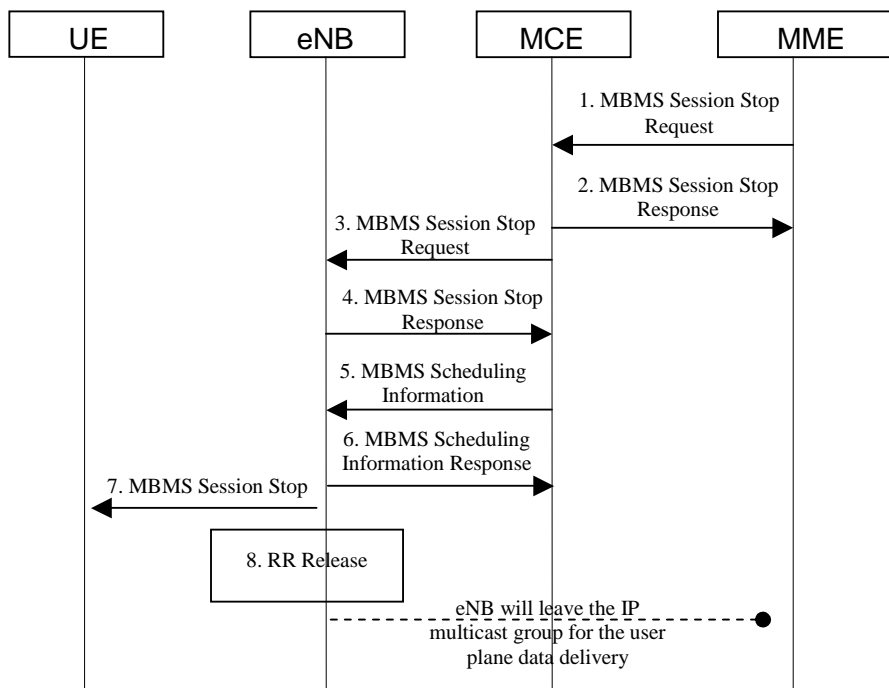 UE
eNB
MCE
MME
1. MBMS Session Stop
Request
2. MBMS Session Stop
Response
3. MBMS Session Stop
Request
4. MBMS Session Stop
Response
5. MBMS Scheduling
Information
6. MBMS Scheduling
Information Response
7. MBMS Session Stop
8. RR Release
eNB will leave the IP
multicast group for the user
plane data delivery